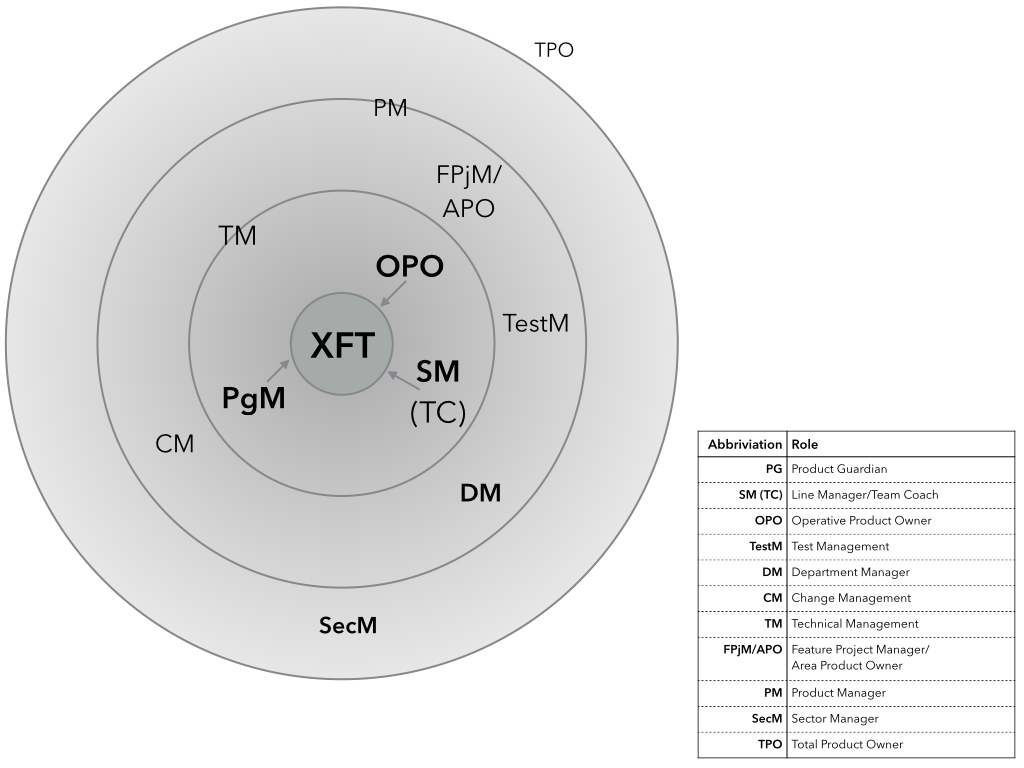 TPO
PM
FPjM/
APO
TM
OPO
TestM
XFT
SM
(TC)
PgM
CM
DM
SecM
Abbriviation Role
PG Product Guardian
SM (TC) Line Manager/Team Coach
OPO Operative Product Owner
TestM Test Management
DM Department Manager
CM Change Management
TM Technical Management
FPjM/APO Feature Project Manager/
Area Product Owner
PM Product Manager
SecM Sector Manager
TPO Total Product Owner